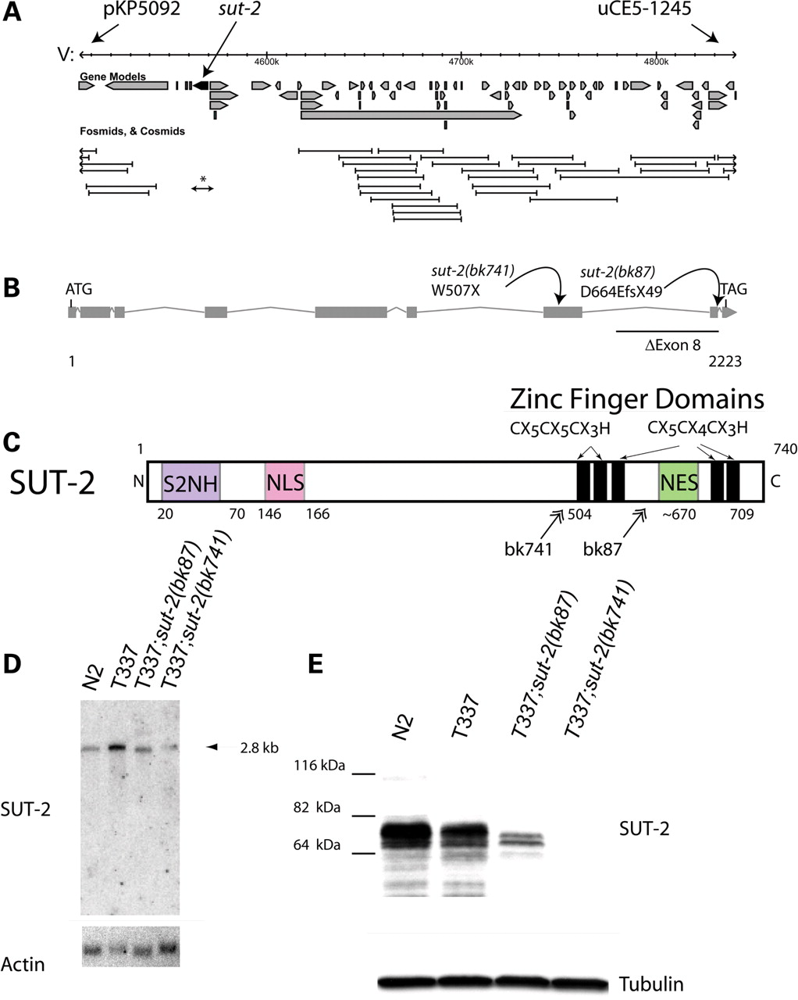 A
pKP5092
sut-2
uCE5-1245
V:
4600k
4700k
4800k
Gene Models
Fosmids, & Cosmids
*
B
ATG
sut-2(bk741)
W507X
sut-2(bk87)
D664EfsX49
TAG
ΔExon 8
1
2223
Zinc Finger Domains
CX5CX5CX3H
CX5CX4CX3H
C
1
740
SUT-2
N
S2NH
NLS
NES
C
20
70
146
166
504
~670
709
bk741
bk87
D
N2
T337
T337;sut-2(bk87)
T337;sut-2(bk741)
2.8 kb
SUT-2
Actin
E
N2
T337
T337;sut-2(bk87)
T337;sut-2(bk741)
116 kDa
82 kDa
64 kDa
SUT-2
Tubulin